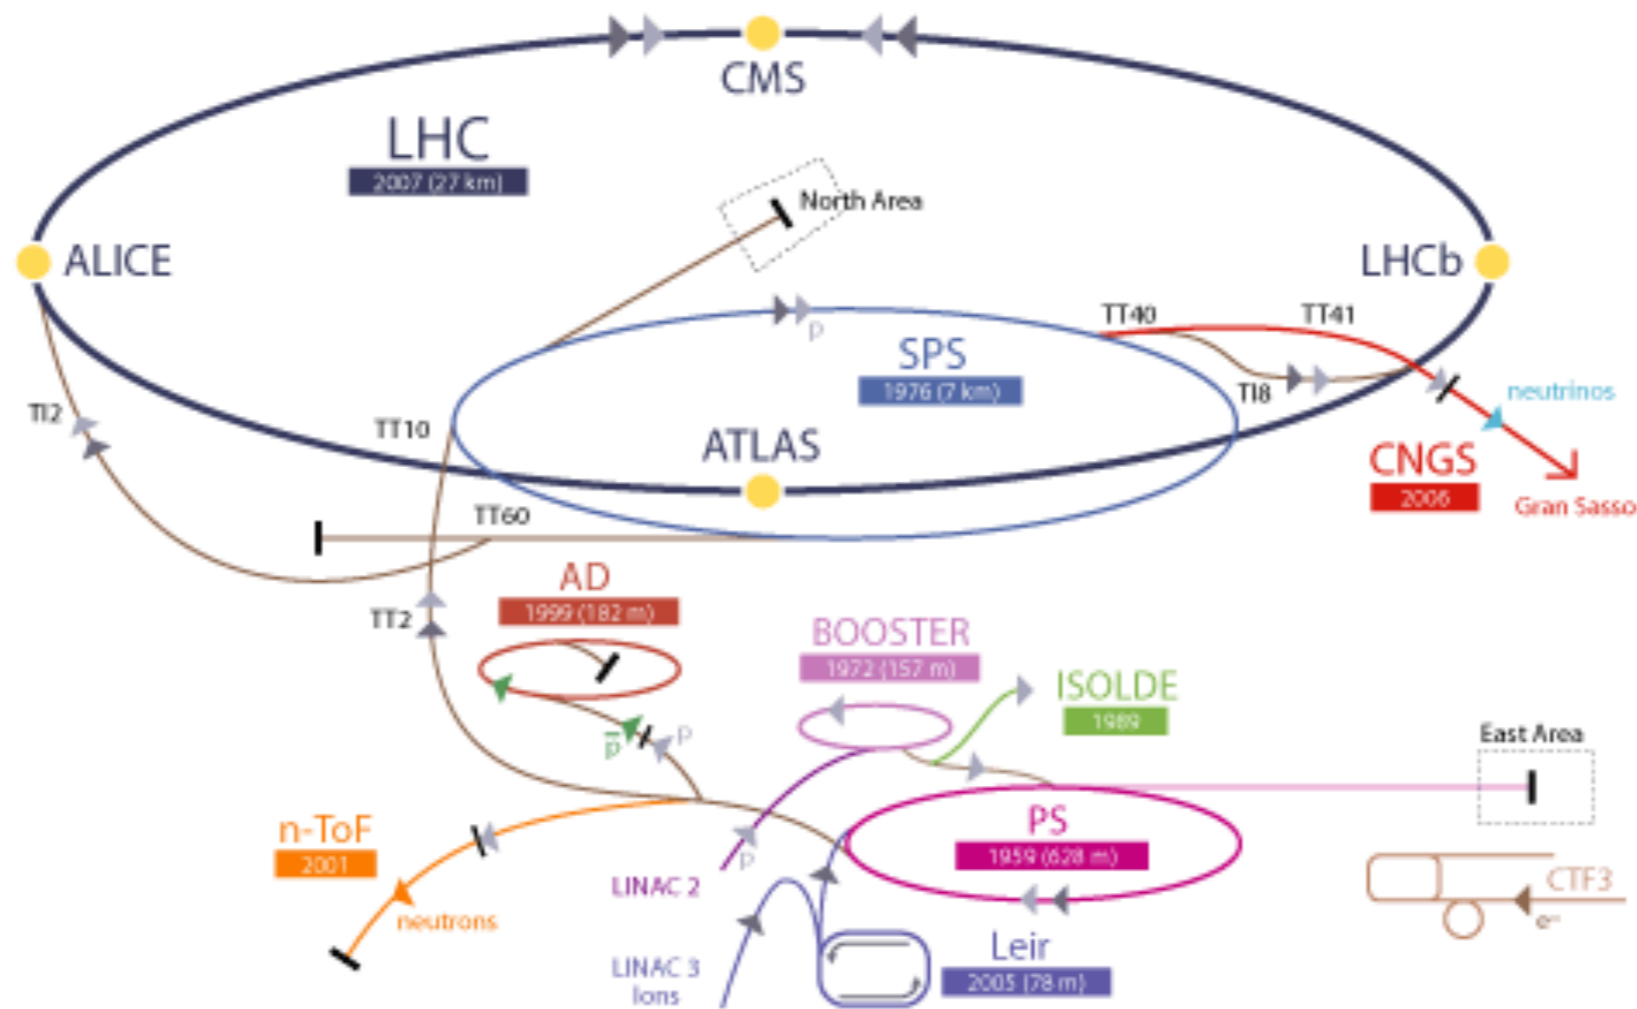 CMS
LHC
2007 (27 km)
North Area
ALICE
LHCb
TT40
TT41
p
SPS
1976 (7 km)
TI8
neutrinos
TI2
TT10
ATLAS
CNGS
2006
Gran Sasso
TT60
AD
1999 (182 m)
TT2
BOOSTER
1972 (157 m)
ISOLDE
1989
East Area
p̅
p
n-ToF
2001
PS
1959 (628 m)
p
LINAC 2
neutrons
CTF3
e⁻
Leir
2005 (78 m)
LINAC 3
Ions